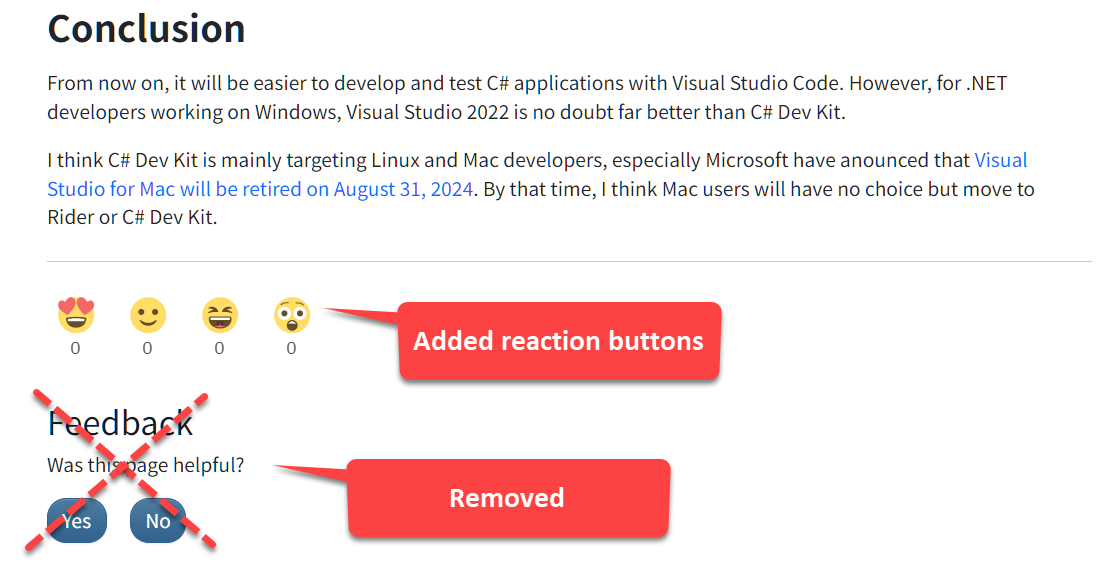 Conclusion
From now on, it will be easier to develop and test C# applications with Visual Studio Code. However, for .NET
developers working on Windows, Visual Studio 2022 is no doubt far better than C# Dev Kit.
I think C# Dev Kit is mainly targeting Linux and Mac developers, especially Microsoft have anounced that Visual
Studio for Mac will be retired on August 31, 2024. By that time, I think Mac users will have no choice but move to
Rider or C# Dev Kit.
0 0 0 0
Added reaction buttons
Feedback
Was this page helpful?
Removed
Yes No